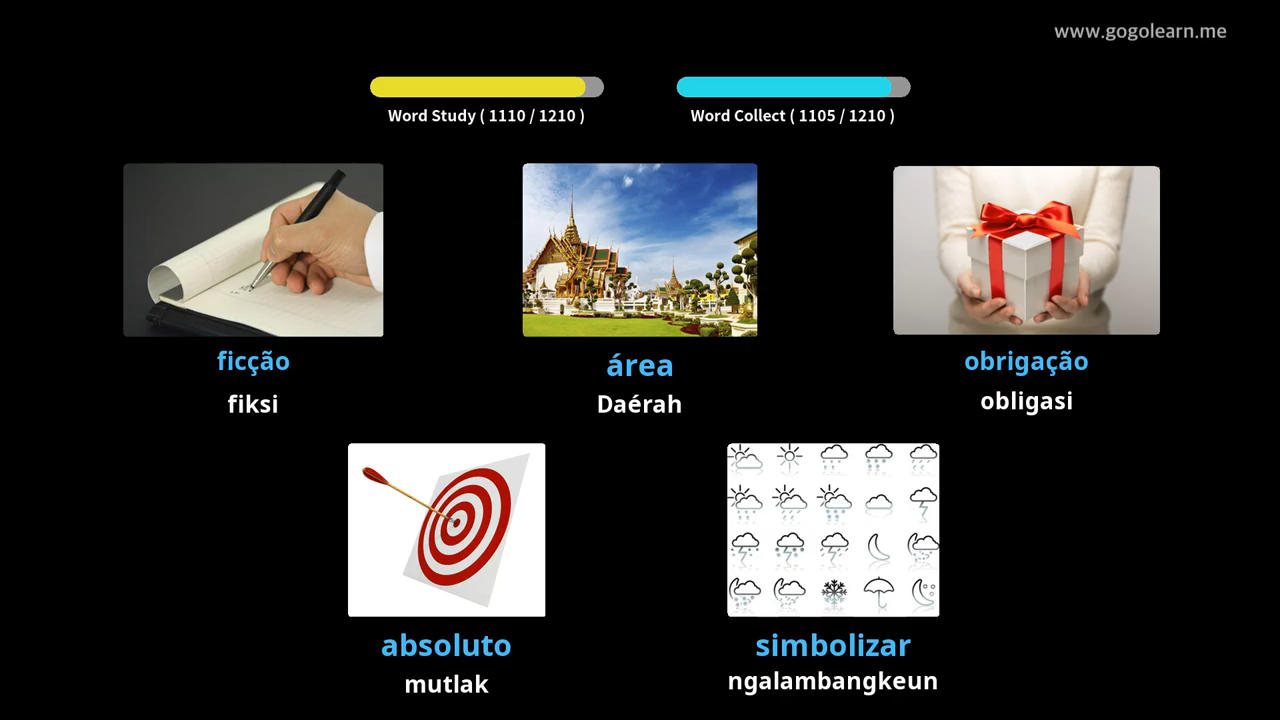 www.gogolearn.me
Word Study ( 1110 / 1210 )
Word Collect ( 1105 / 1210 )
ficção
área
obrigação
fiksi
Daérah
obligasi
absoluto
simbolizar
mutlak
ngalambangkeun